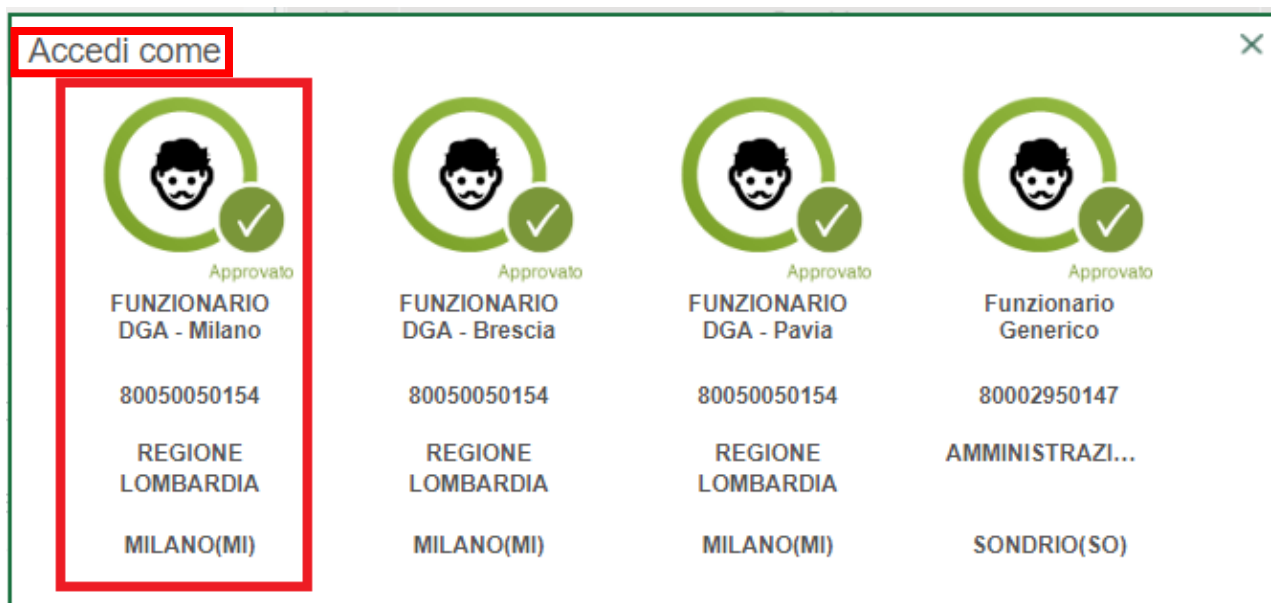 Accedi come
Approvato
FUNZIONARIO
DGA - Milano
80050050154
REGIONE
LOMBARDIA
MILANO(MI)
Approvato
FUNZIONARIO
DGA - Brescia
80050050154
REGIONE
LOMBARDIA
MILANO(MI)
Approvato
FUNZIONARIO
DGA - Pavia
80050050154
REGIONE
LOMBARDIA
MILANO(MI)
Approvato
Funzionario
Generico
80002950147
AMMINISTRAZI...
SONDRIO(SO)